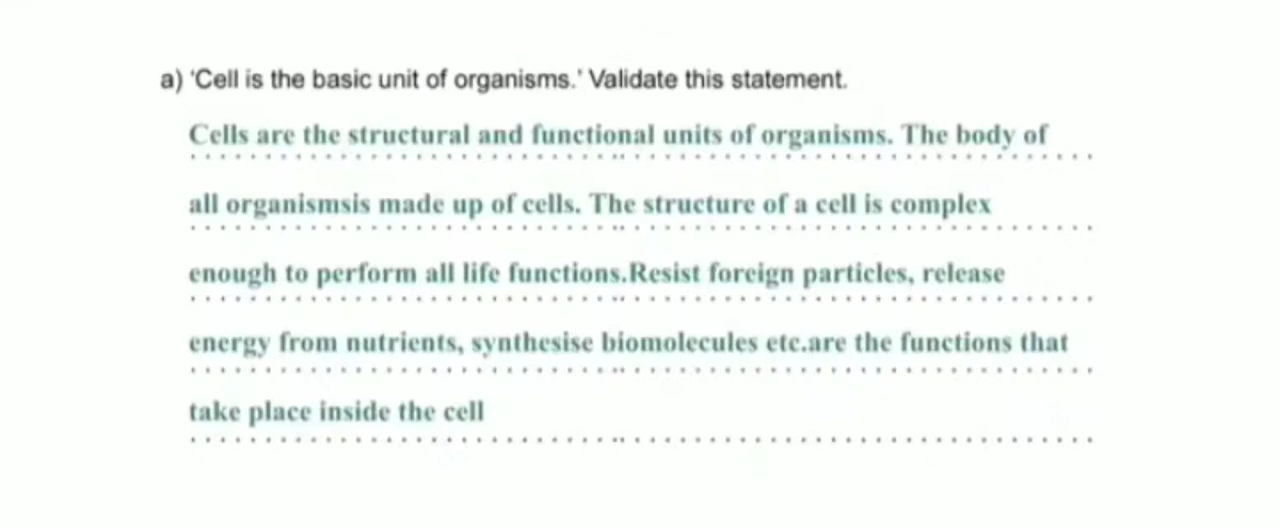 a) 'Cell is the basic unit of organisms.' Validate this statement.
Cells are the structural and functional units of organisms. The body of
all organismsis made up of cells. The structure of a cell is complex
enough to perform all life functions.Resist foreign particles, release
energy from nutrients, synthesise biomolecules etc.are the functions that
take place inside the cell